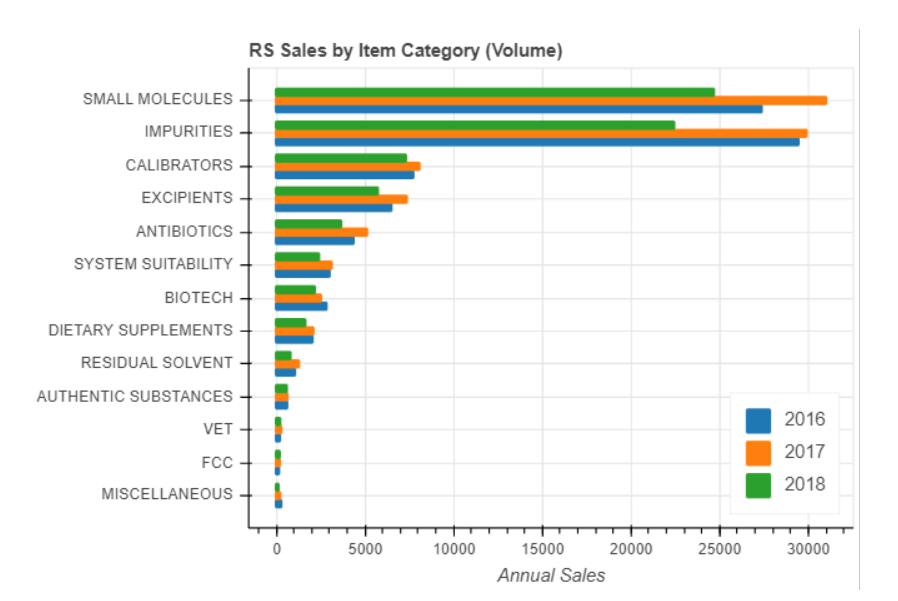 RS Sales by Item Category (Volume)
SMALL MOLECULES
IMPURITIES
CALIBRATORS
EXCIPIENTS
ANTIBIOTICS
SYSTEM SUITABILITY
BIOTECH
DIETARY SUPPLEMENTS
RESIDUAL SOLVENT
AUTHENTIC SUBSTANCES
VET
FCC
MISCELLANEOUS
2016
2017
2018
0 5000 10000 15000 20000 25000 30000
Annual Sales